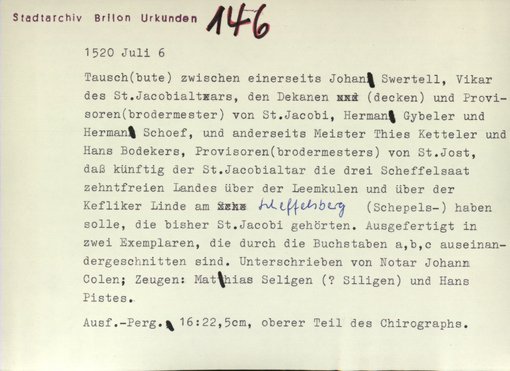 Stadtarchiv Brilon Urkunden 146
1520 Juli 6
Tausch(bute) zwischen einerseits Johann Swertell, Vikar
des St.Jacobialtars, den Dekanen (decken) und Provi-
soren(brodermester) von St.Jacobi, Herman Gybeler und
Herman Schoef, und anderseits Meister Thies Ketteler und
Hans Bodekers, Provisoren(brodermesters) von St.Jost,
daß künftig der St.Jacobialtar die drei Scheffelsaat
zehntfreien Landes über der Leemkulen und über der
Kefliker Linde am Scheffelsberg (Schepels-) haben
solle, die bisher St.Jacobi gehörten. Ausgefertigt in
zwei Exemplaren, die durch die Buchstaben a,b,c auseinan-
dergeschnitten sind. Unterschrieben von Notar Johann
Colen; Zeugen: Mathias Seligen (? Siligen) und Hans
Pistes.
Ausf.-Perg. 16:22,5cm, oberer Teil des Chirographs.